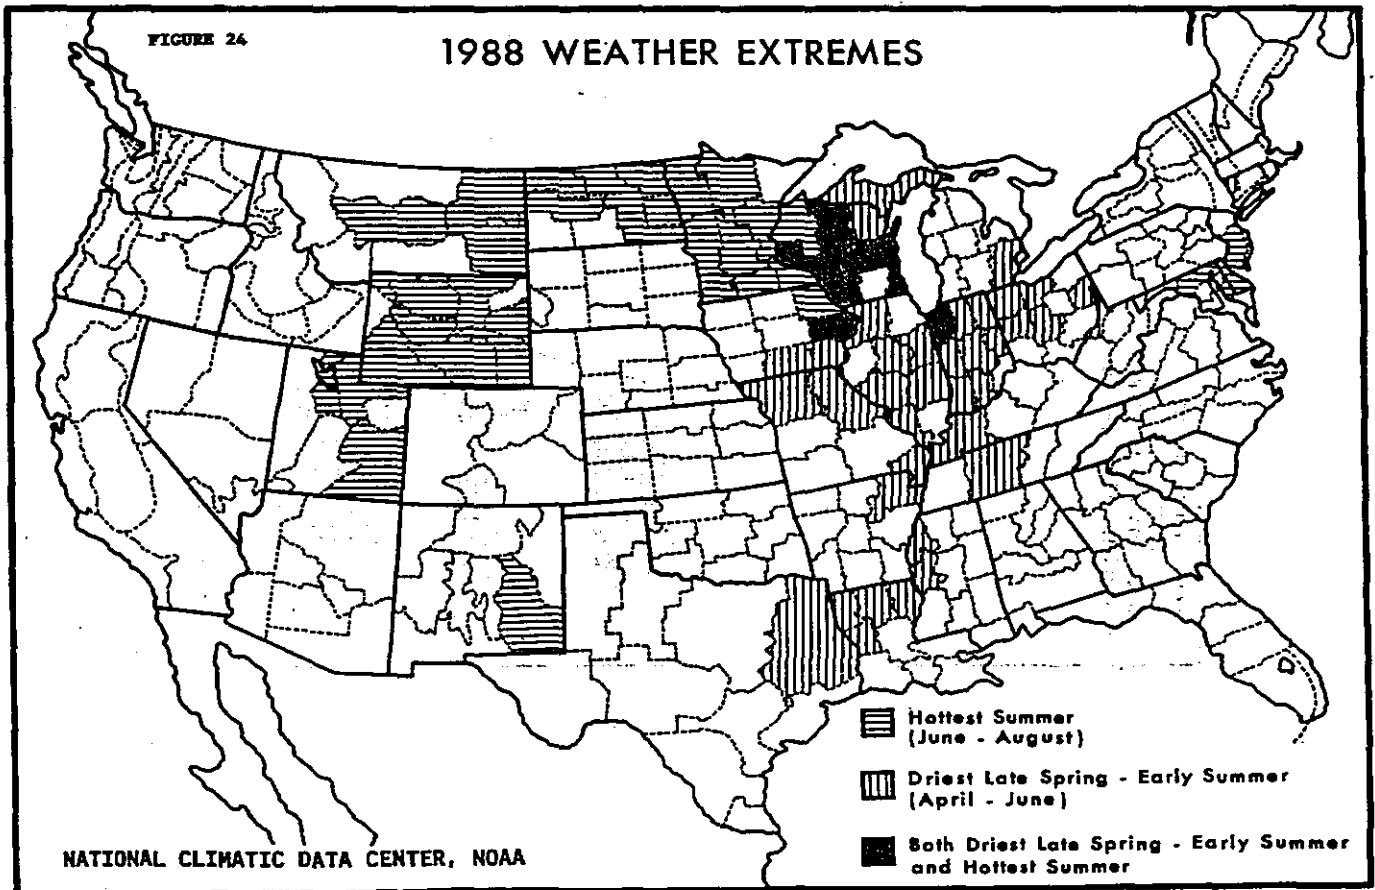 FIGURE 24
1988 WEATHER EXTREMES
Hottest Summer
(June - August)
Driest Late Spring - Early Summer
(April - June)
Both Driest Late Spring - Early Summer
and Hottest Summer
NATIONAL CLIMATIC DATA CENTER, NOAA